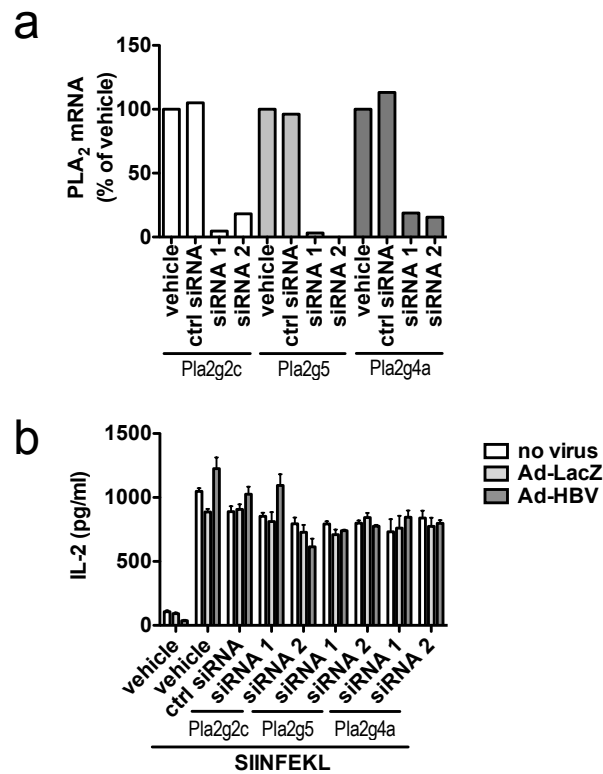 a
150
100
50
0
PLA2 mRNA
(% of vehicle)
vehicle
ctrl siRNA
siRNA 1
siRNA 2
vehicle
ctrl siRNA
siRNA 1
siRNA 2
vehicle
ctrl siRNA
siRNA 1
siRNA 2
Pla2g2c
Pla2g5
Pla2g4a
b
1500
1000
500
0
IL-2 (pg/ml)
no virus
Ad-LacZ
Ad-HBV
vehicle
vehicle
ctrl siRNA
siRNA 1
siRNA 2
siRNA 1
siRNA 2
siRNA 1
siRNA 2
Pla2g2c
Pla2g5
Pla2g4a
SIINFEKL